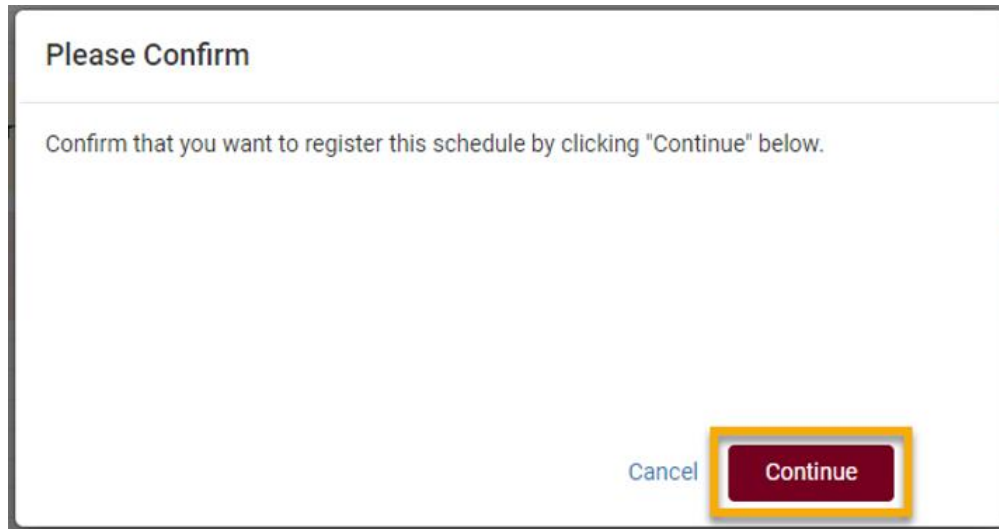 Please Confirm
Confirm that you want to register this schedule by clicking "Continue" below.
Cancel Continue